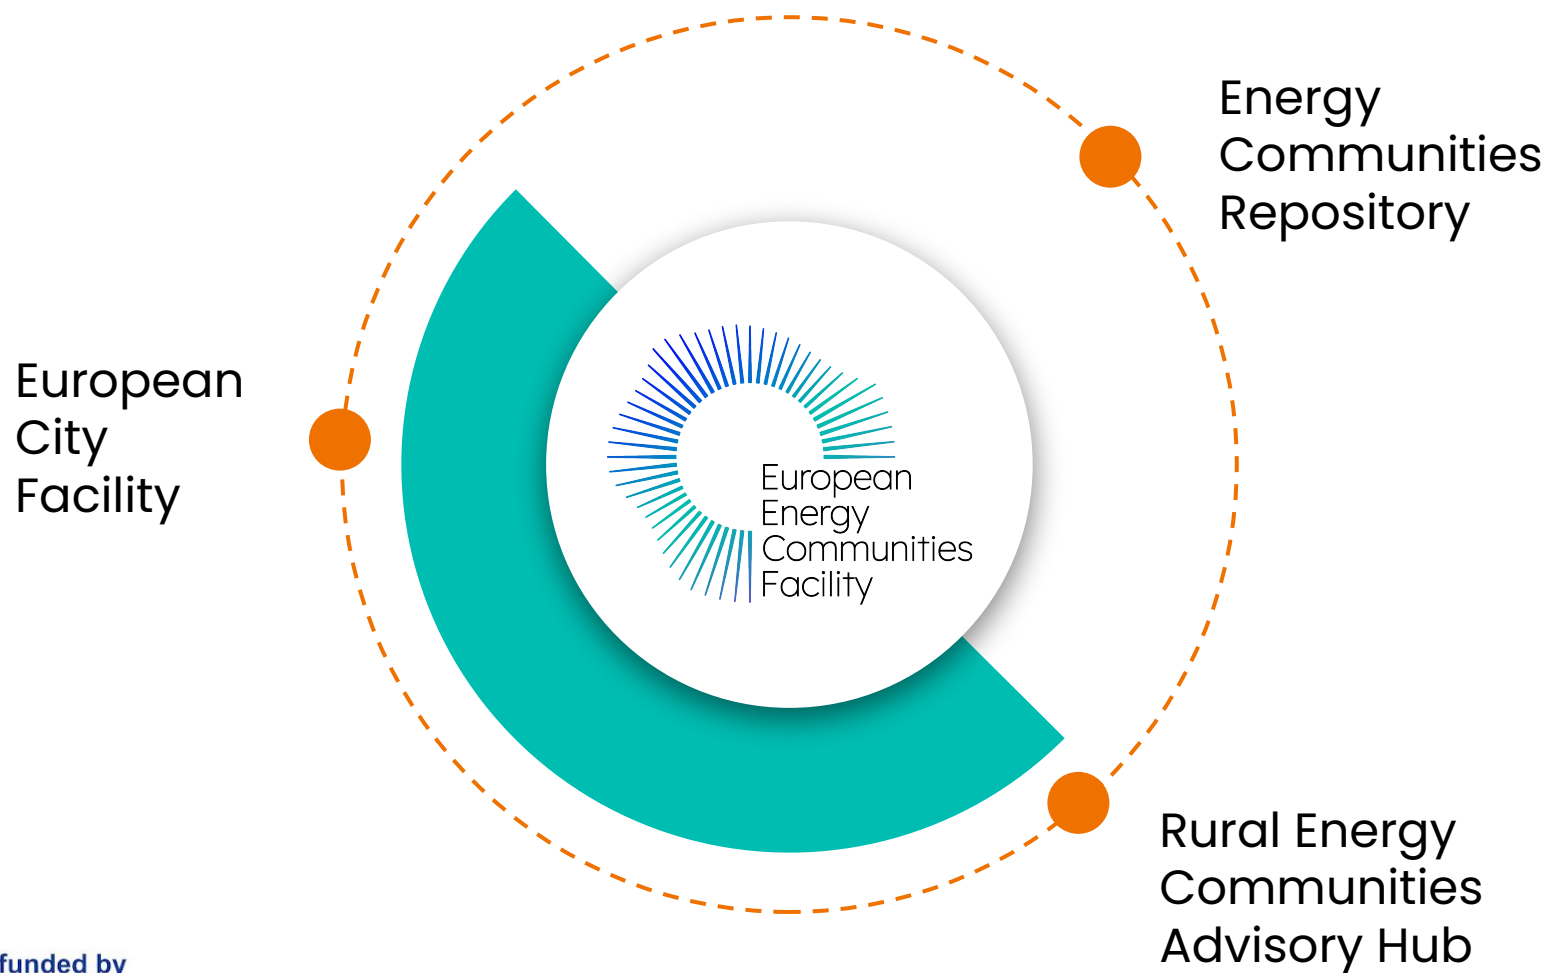 Energy
Communities
Repository
European
City
Facility
European
Energy
Communities
Facility
Rural Energy
Communities
Advisory Hub
funded by